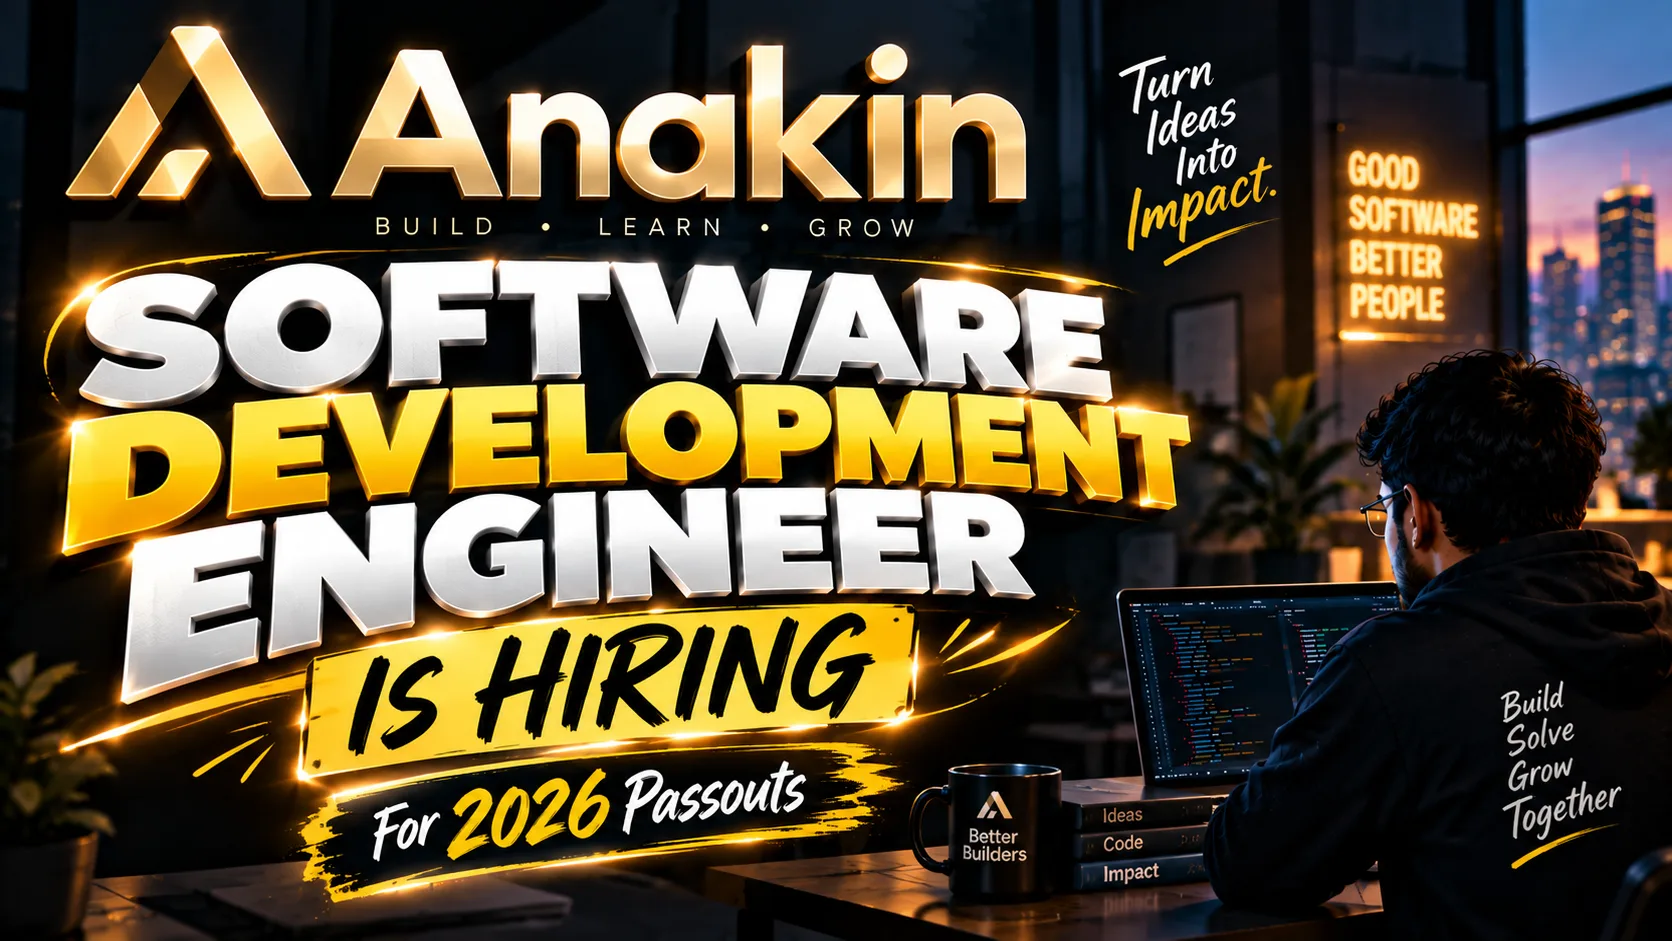 Anakin
BUILD • LEARN • GROW
SOFTWARE
DEVELOPMENT
ENGINEER
IS HIRING
For 2026 Passouts
Turn
Ideas
Into
Impact.
GOOD
SOFTWARE
BETTER
PEOPLE
Better
Builders
Ideas
Code
Impact
Build
Solve
Grow
Together